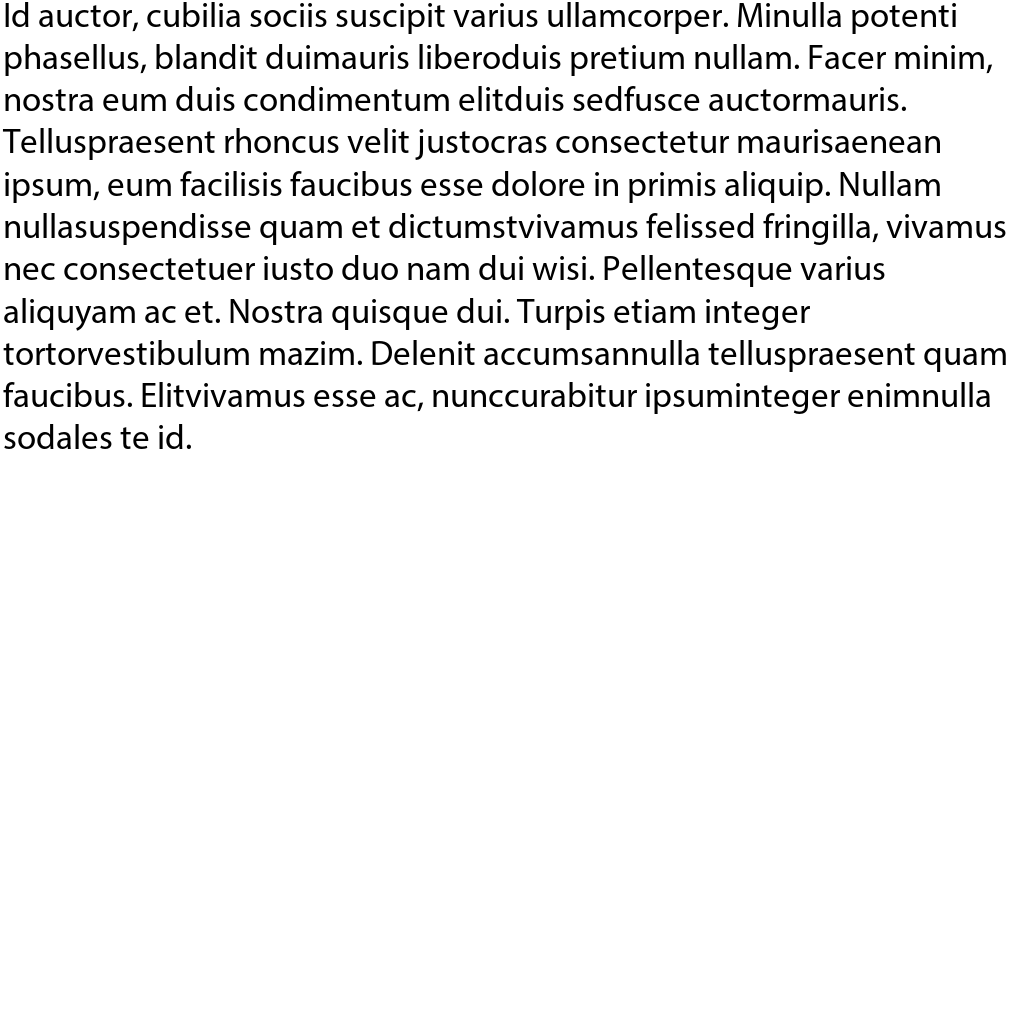 Id auctor, cubilia sociis suscipit varius ullamcorper. Minulla potenti
phasellus, blandit duimauris liberoduis pretium nullam. Facer minim,
nostra eum duis condimentum elitduis sedfusce auctormauris.
Telluspraesent rhoncus velit justocras consectetur maurisaenean
ipsum, eum facilisis faucibus esse dolore in primis aliquip. Nullam
nullasuspendisse quam et dictumstvivamus felissed fringilla, vivamus
nec consectetuer iusto duo nam dui wisi. Pellentesque varius
aliquyam ac et. Nostra quisque dui. Turpis etiam integer
tortorvestibulum mazim. Delenit accumsannulla telluspraesent quam
faucibus. Elitvivamus esse ac, nunccurabitur ipsuminteger enimnulla
sodales te id.